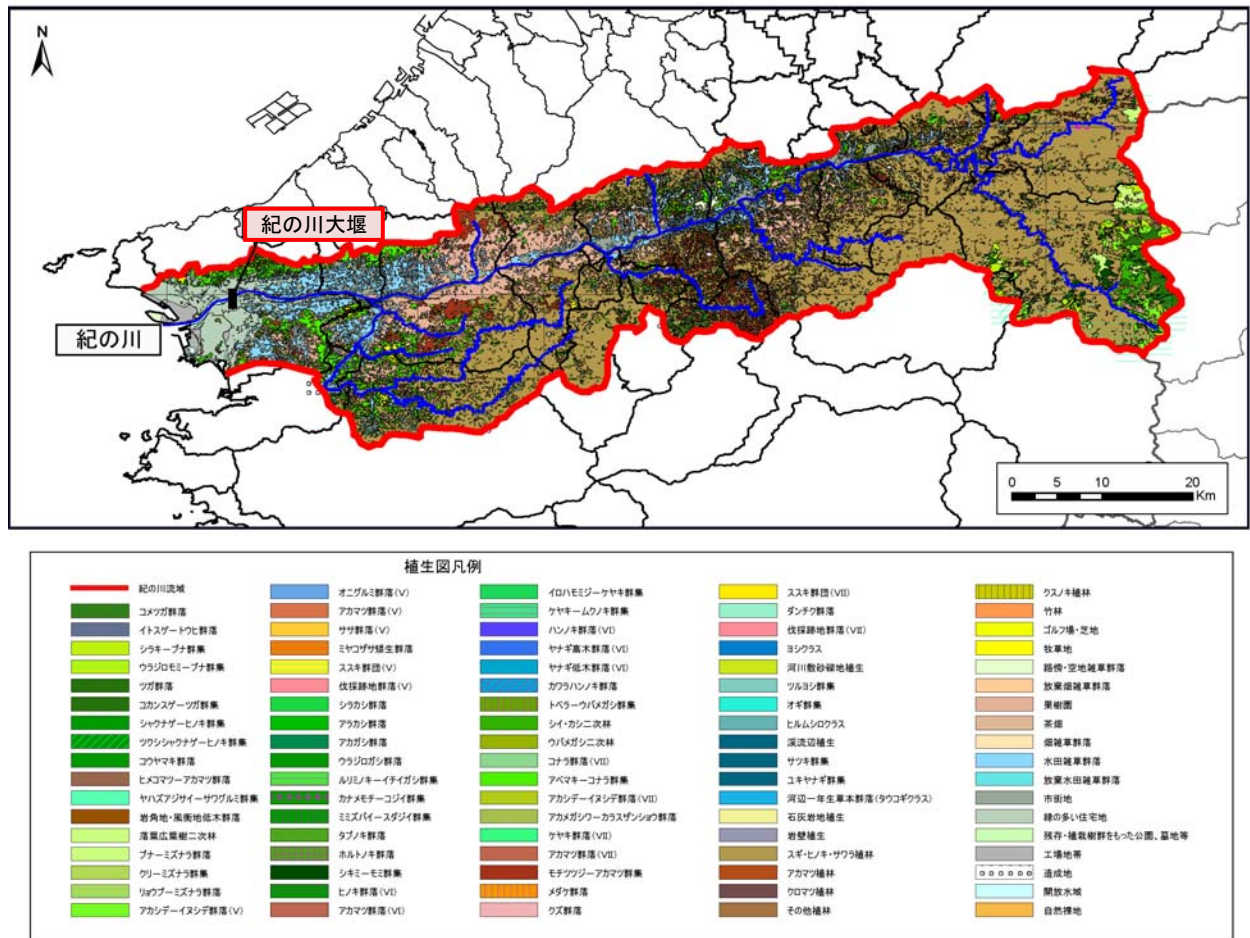 N
紀の川大堰
紀の川
0 5 10 20
Km
植生図凡例
紀の川流域
コメツガ群落
イトスゲートウヒ群落
シラキーブナ群集
ウラジロモミーブナ群集
ツガ群落
コカンスゲーツガ群集
シャクナゲーヒノキ群集
ツクシシャクナゲーヒノキ群集
コウヤマキ群落
ヒメコマツーアカマツ群落
ヤハズアジサイーサワグルミ群集
岩角地・風衝地低木群落
落葉広葉樹二次林
ブナーミズナラ群落
クリーミズナラ群集
リョウブーミズナラ群落
アカシデーイヌシデ群落(V)
オニグルミ群落(V)
アカマツ群落(V)
ササ群落(V)
ミヤコザサ矮生群落
ススキ群団(V)
伐採跡地群落(V)
シラカシ群落
アラカシ群落
アカガシ群落
ウラジロガシ群落
ルリミノキーイチイガシ群集
カナメモチーコジイ群集
ミミズバイースダジイ群集
タブノキ群落
ホルトノキ群落
シキミーモミ群集
ヒノキ群落(VI)
アカマツ群落(VI)
イロハモミジーケヤキ群集
ケヤキームクノキ群集
ハンノキ群落(VI)
ヤナギ高木群落(VI)
ヤナギ低木群落(VI)
カワラハンノキ群落
トベラーウバメガシ群集
シイ・カシ二次林
ウバメガシ二次林
コナラ群落(VII)
アベマキーコナラ群集
アカシデーイヌシデ群落(VII)
アカメガシワーカラスザンショウ群落
ケヤキ群落(VII)
アカマツ群落(VII)
モチツツジーアカマツ群集
メダケ群落
クズ群落
ススキ群団(VII)
ダンチク群落
伐採跡地群落(VII)
ヨシクラス
河川敷砂礫地植生
ツルヨシ群集
オギ群集
ヒルムシロクラス
渓流辺植生
サツキ群集
ユキヤナギ群集
河辺一年生草本群落(タウコギクラス)
石灰岩地植生
岩壁植生
スギ・ヒノキ・サワラ植林
アカマツ植林
クロマツ植林
その他植林
クスノキ植林
竹林
ゴルフ場・芝地
牧草地
路傍・空地雑草群落
放棄畑雑草群落
果樹園
茶畑
畑雑草群落
水田雑草群落
放棄水田雑草群落
市街地
緑の多い住宅地
残存・植栽樹群をもった公園、墓地等
工場地帯
造成地
開放水域
自然裸地